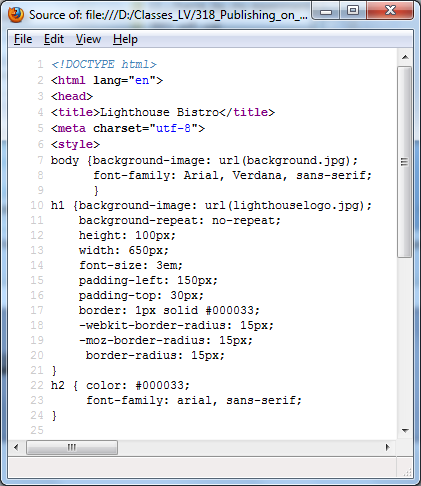 Source of: file:///D:/Classes_LV/318_Publishing_on_...
File Edit View Help
1 <!DOCTYPE html>
2 <html lang="en">
3 <head>
4 <title>Lighthouse Bistro</title>
5 <meta charset="utf-8">
6 <style>
7 body {background-image: url(background.jpg);
8 font-family: Arial, Verdana, sans-serif;
9 }
10 h1 {background-image: url(lighthouselogo.jpg);
11 background-repeat: no-repeat;
12 height: 100px;
13 width: 650px;
14 font-size: 3em;
15 padding-left: 150px;
16 padding-top: 30px;
17 border: 1px solid #000033;
18 -webkit-border-radius: 15px;
19 -moz-border-radius: 15px;
20 border-radius: 15px;
21 }
22 h2 { color: #000033;
23 font-family: arial, sans-serif;
24 }
25